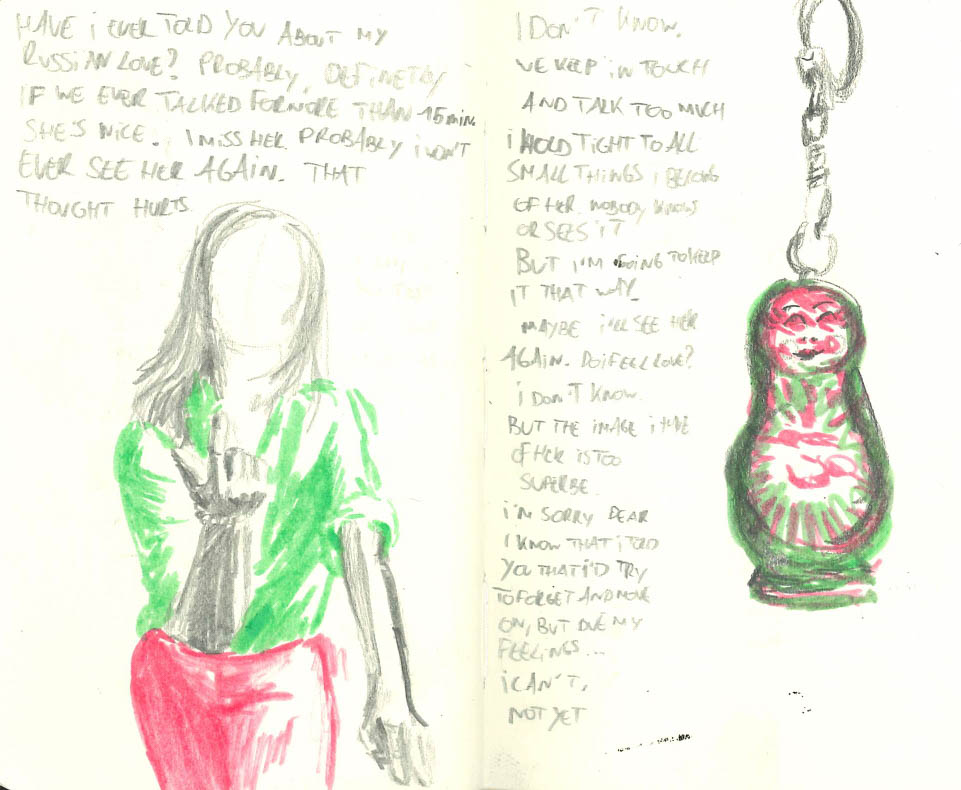 HAVE i EVER TOLD YOU ABOUT MY
RUSSIAN LOVE? PROBABLY, DEFINETLY
IF WE EVER TALKED FOR MORE THAN 15 min.
SHE'S NICE. I MISS HER. PROBABLY i WON'T
EVER SEE HER AGAIN. THAT
THOUGHT HURTS.
I DON'T KNOW.
WE KEEP IN TOUCH
AND TALK TOO MUCH
i HOLD TIGHT TO ALL
SMALL THINGS i BELONG
OF HER. NOBODY KNOWS
OR SEES IT
BUT i'M GOING TO KEEP
IT THAT WAY.
MAYBE i'LL SEE HER
AGAIN. DO i FEEL LOVE?
i DON'T KNOW.
BUT THE IMAGE i HAVE
OF HER IS TOO
SUPERBE.
i'M SORRY DEAR
I KNOW THAT i TOLD
YOU THAT i'D TRY
TO FORGET AND MOVE
ON, BUT MY
FEELINGS...
i CAN'T,
NOT YET